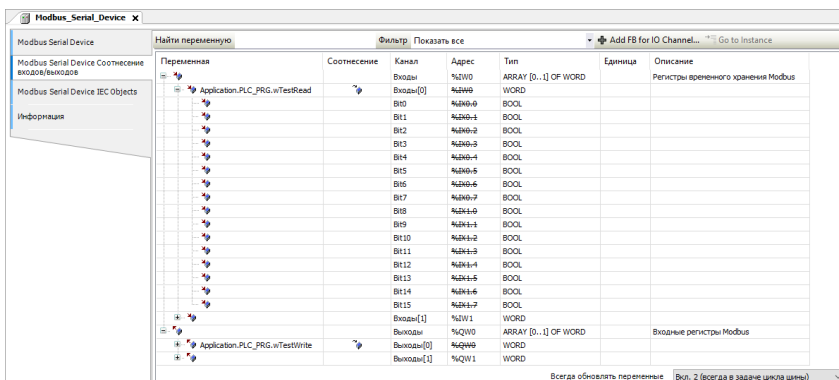 Modbus_Serial_Device X
Modbus Serial Device
Modbus Serial Device Соотнесение входов/выходов
Modbus Serial Device IEC Objects
Информация
Найти переменную Фильтр Показать все Add FB for IO Channel... Go to Instance
Переменная Соотнесение Канал Адрес Тип Единица Описание
Входы %IW0 ARRAY [0..1] OF WORD Регистры временного хранения Modbus
Application.PLC_PRG.wTestRead Входы[0] %IW0 WORD
Bit0 %IX0.0 BOOL
Bit1 %IX0.1 BOOL
Bit2 %IX0.2 BOOL
Bit3 %IX0.3 BOOL
Bit4 %IX0.4 BOOL
Bit5 %IX0.5 BOOL
Bit6 %IX0.6 BOOL
Bit7 %IX0.7 BOOL
Bit8 %IX1.0 BOOL
Bit9 %IX1.1 BOOL
Bit10 %IX1.2 BOOL
Bit11 %IX1.3 BOOL
Bit12 %IX1.4 BOOL
Bit13 %IX1.5 BOOL
Bit14 %IX1.6 BOOL
Bit15 %IX1.7 BOOL
Входы[1] %IW1 WORD
Выходы %QW0 ARRAY [0..1] OF WORD Входные регистры Modbus
Application.PLC_PRG.wTestWrite Выходы[0] %QW0 WORD
Выходы[1] %QW1 WORD
Всегда обновлять переменные Вкл. 2 (всегда в задаче цикла шины)